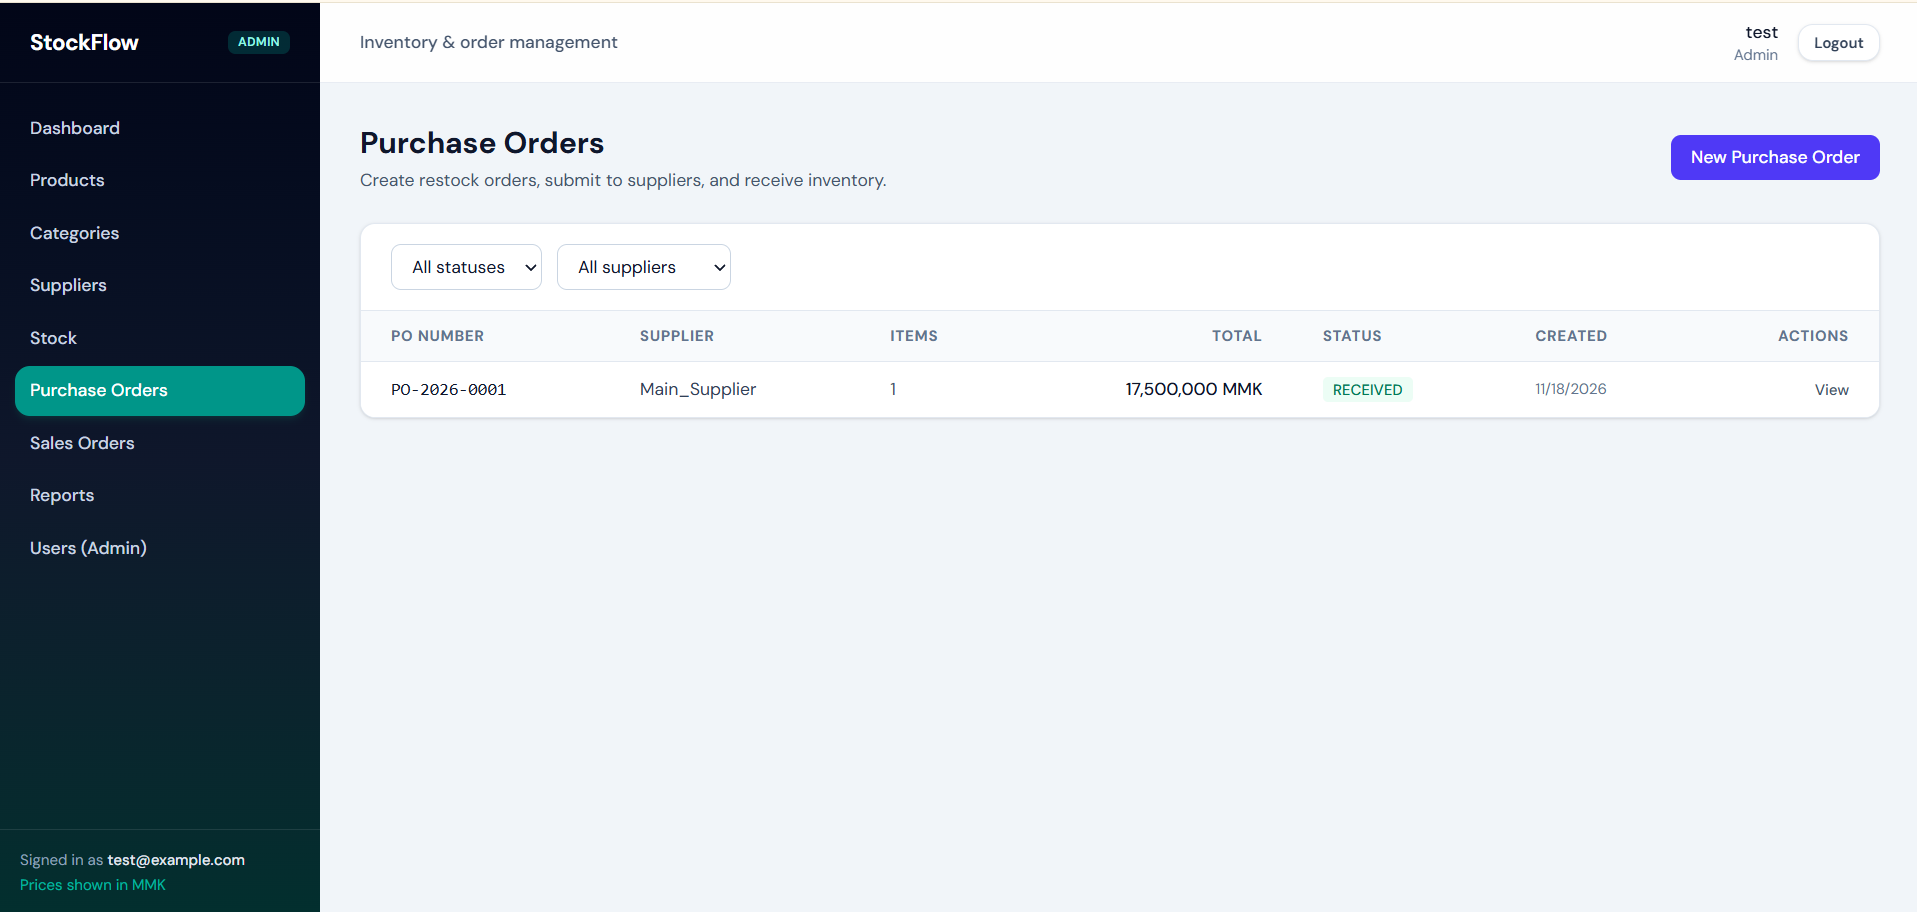 StockFlow
ADMIN
Inventory & order management
test
Admin
Logout
Dashboard
Products
Categories
Suppliers
Stock
Purchase Orders
Sales Orders
Reports
Users (Admin)
Signed in as test@example.com
Prices shown in MMK
Purchase Orders
Create restock orders, submit to suppliers, and receive inventory.
New Purchase Order
All statuses
All suppliers
PO NUMBER SUPPLIER ITEMS TOTAL STATUS CREATED ACTIONS
PO-2026-0001 Main_Supplier 1 17,500,000 MMK RECEIVED 11/18/2026 View